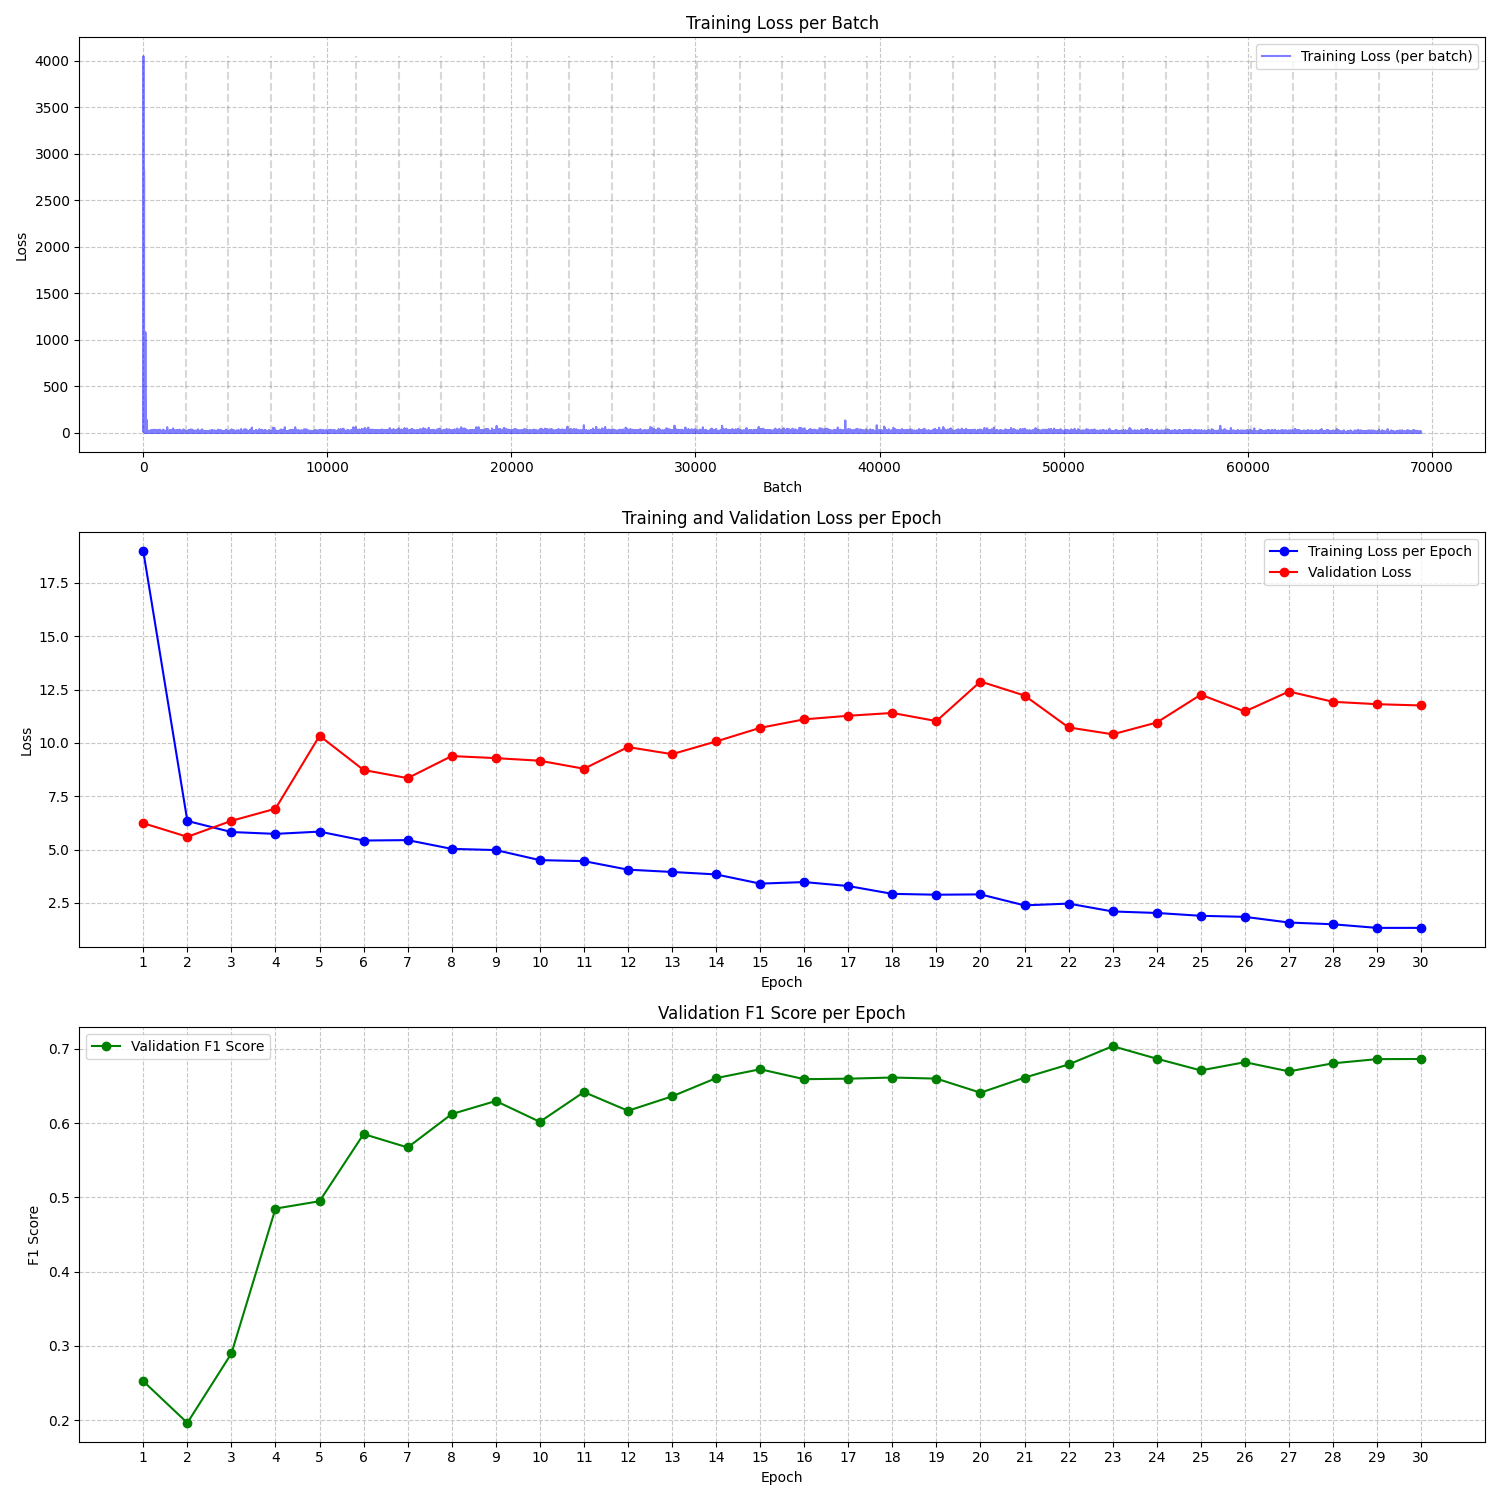 Training Loss per Batch
Training Loss (per batch)
4000
3500
3000
2500
2000
1500
1000
500
0
Loss
0 10000 20000 30000 40000 50000 60000 70000
Batch
Training and Validation Loss per Epoch
Training Loss per Epoch
Validation Loss
17.5
15.0
12.5
10.0
7.5
5.0
2.5
Loss
1 2 3 4 5 6 7 8 9 10 11 12 13 14 15 16 17 18 19 20 21 22 23 24 25 26 27 28 29 30
Epoch
Validation F1 Score per Epoch
Validation F1 Score
0.7
0.6
0.5
0.4
0.3
0.2
F1 Score
1 2 3 4 5 6 7 8 9 10 11 12 13 14 15 16 17 18 19 20 21 22 23 24 25 26 27 28 29 30
Epoch